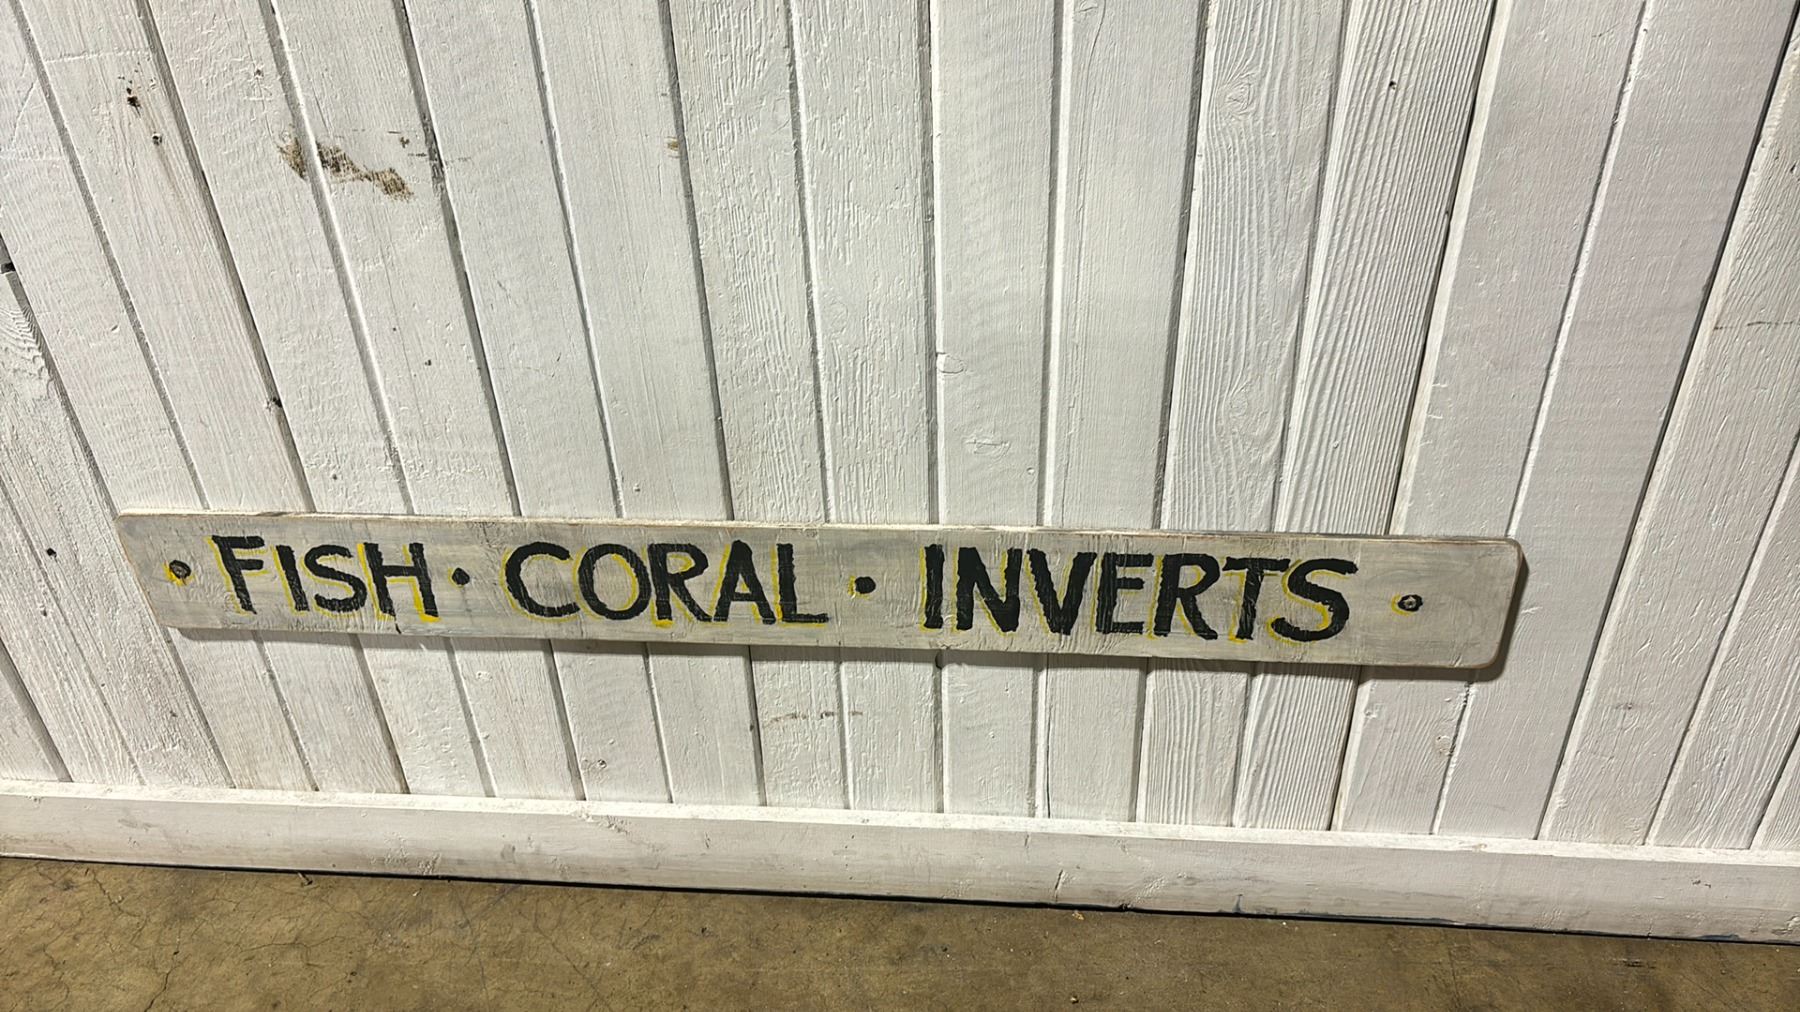 FISH · CORAL · INVERTS